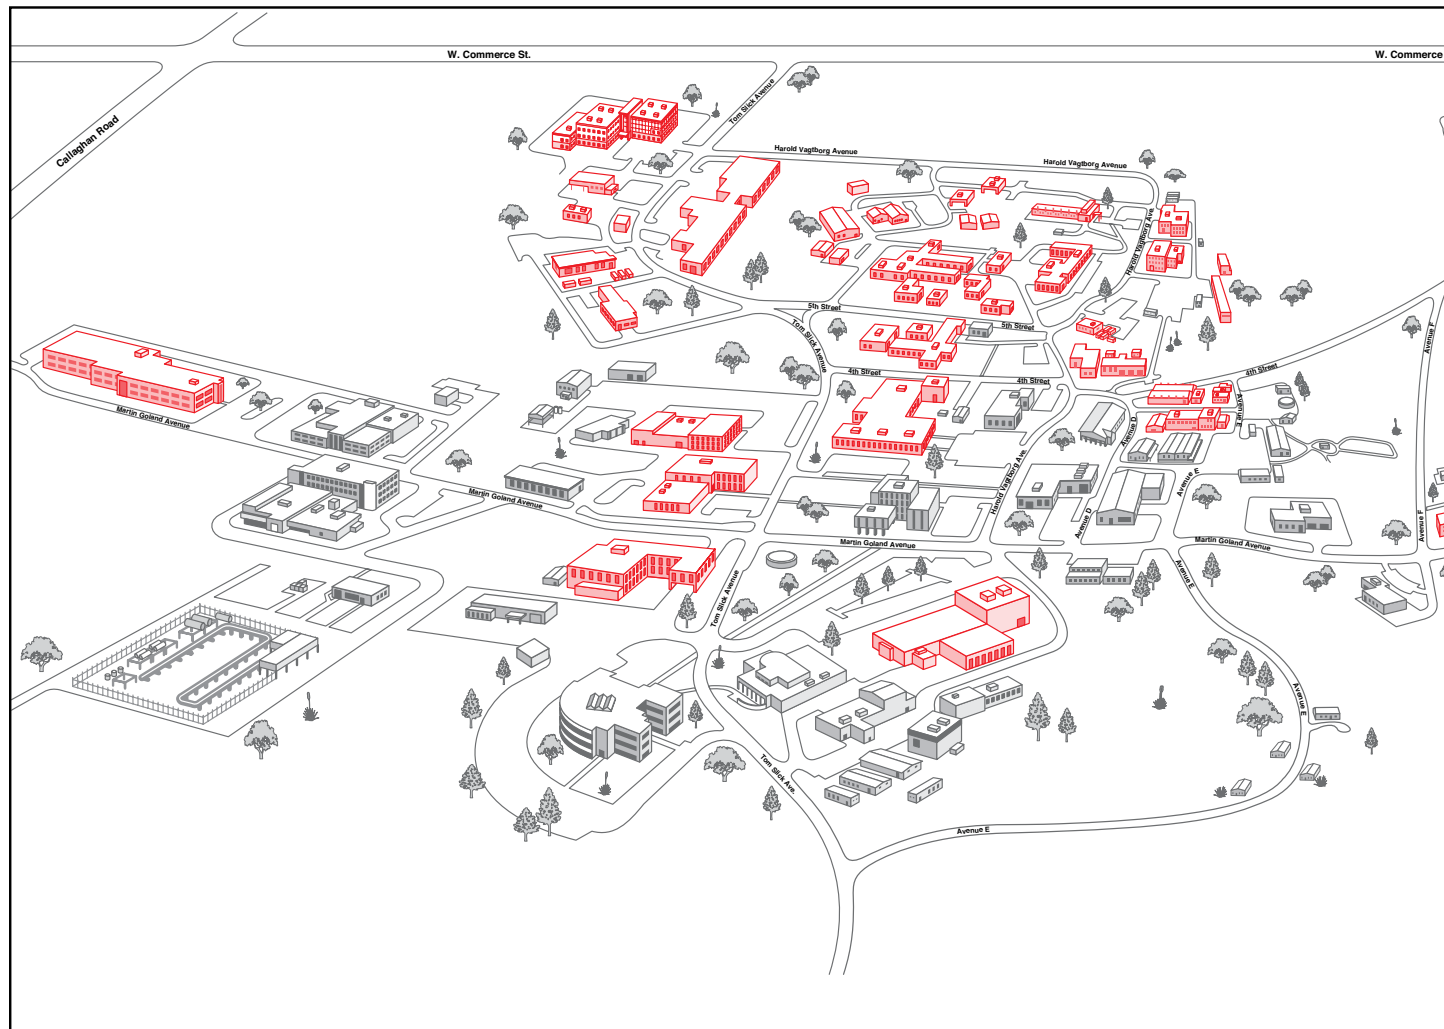 W. Commerce St.
W. Commerce
Callaghan Road
Tom Slick Avenue
Harold Vagtborg Avenue
Harold Vagtborg Avenue
Harold Vagtborg Ave.
5th Street
5th Street
Tom Slick Avenue
4th Street
4th Street
4th Street
Avenue F
Martin Goland Avenue
Avenue D
Avenue E
Harold Vagtborg Ave.
Avenue E
Martin Goland Avenue
Avenue D
Avenue F
Martin Goland Avenue
Martin Goland Avenue
Tom Slick Avenue
Avenue E
Avenue E
Tom Slick Ave.
Avenue E